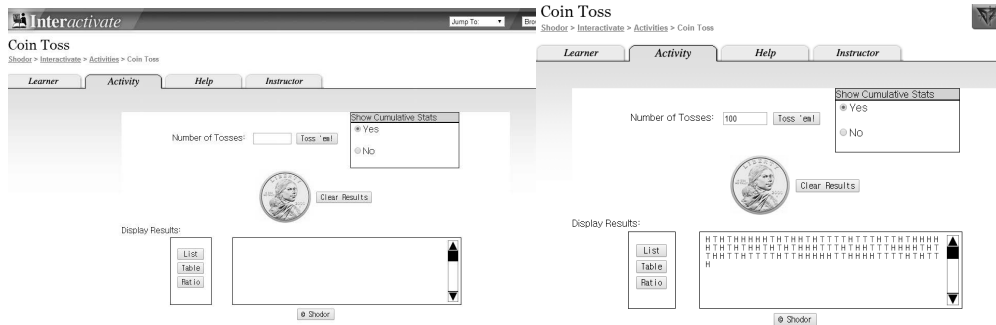 Interactivate
Jump To:
Bro
Coin Toss
Shodor > Interactivate > Activities > Coin Toss
Learner
Activity
Help
Instructor
Show Cumulative Stats
Number of Tosses:
Toss 'em!
Yes
No
LIBERTY
Clear Results
Display Results:
List
Table
Ratio
© Shodor
Coin Toss
Shodor > Interactivate > Activities > Coin Toss
Learner
Activity
Help
Instructor
Show Cumulative Stats
Number of Tosses:
100
Toss 'em!
Yes
No
LIBERTY
Clear Results
Display Results:
List
Table
Ratio
© Shodor